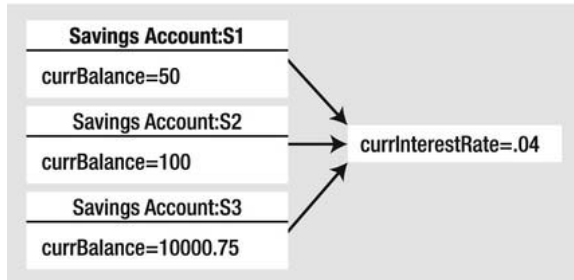 Savings Account:S1
currBalance=50
Savings Account:S2
currBalance=100
Savings Account:S3
currBalance=10000.75
currInterestRate=.04